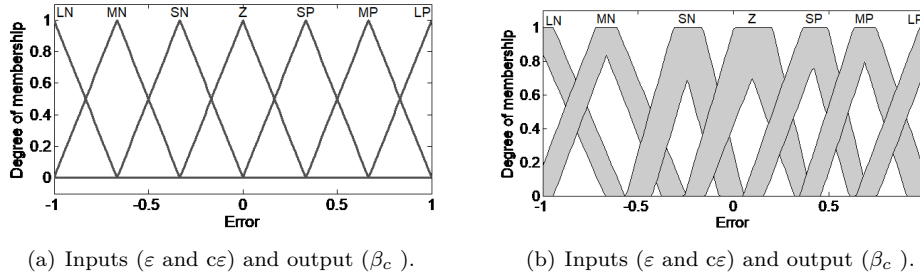 LN MN SN Z SP MP LP
1
0.8
0.6
0.4
0.2
0
Degree of membership
-1 -0.5 0 0.5 1
Error
(a) Inputs (ε and cε) and output (β_c ).
LN MN SN Z SP MP LP
1
0.8
0.6
0.4
0.2
0
Degree of membership
-1 -0.5 0 0.5
Error
(b) Inputs (ε and cε) and output (β_c ).